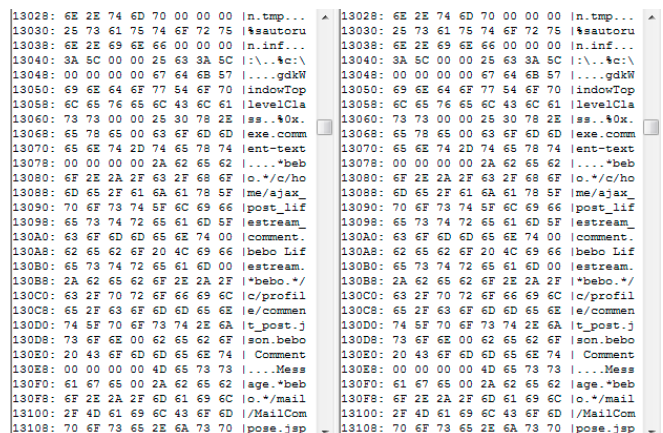 13028: 6E 2E 74 6D 70 00 00 00 |n.tmp...
13030: 25 73 61 75 74 6F 72 75 |%sautoru
13038: 6E 2E 69 6E 66 00 00 00 |n.inf...
13040: 3A 5C 00 00 25 63 3A 5C |:\..%c:\
13048: 00 00 00 00 67 64 6B 57 |....gdkW
13050: 69 6E 64 6F 77 54 6F 70 |indowTop
13058: 6C 65 76 65 6C 43 6C 61 |levelCla
13060: 73 73 00 00 25 30 78 2E |ss..%0x.
13068: 65 78 65 00 63 6F 6D 6D |exe.comm
13070: 65 6E 74 2D 74 65 78 74 |ent-text
13078: 00 00 00 00 2A 62 65 62 |....*beb
13080: 6F 2E 2A 2F 63 2F 68 6F |o.*/c/ho
13088: 6D 65 2F 61 6A 61 78 5F |me/ajax_
13090: 70 6F 73 74 5F 6C 69 66 |post_lif
13098: 65 73 74 72 65 61 6D 5F |estream_
130A0: 63 6F 6D 6D 65 6E 74 00 |comment.
130A8: 62 65 62 6F 20 4C 69 66 |bebo Lif
130B0: 65 73 74 72 65 61 6D 00 |estream.
130B8: 2A 62 65 62 6F 2E 2A 2F |*bebo.*/
130C0: 63 2F 70 72 6F 66 69 6C |c/profil
130C8: 65 2F 63 6F 6D 6D 65 6E |e/commen
130D0: 74 5F 70 6F 73 74 2E 6A |t_post.j
130D8: 73 6F 6E 00 62 65 62 6F |son.bebo
130E0: 20 43 6F 6D 6D 65 6E 74 | Comment
130E8: 00 00 00 00 4D 65 73 73 |....Mess
130F0: 61 67 65 00 2A 62 65 62 |age.*beb
130F8: 6F 2E 2A 2F 6D 61 69 6C |o.*/mail
13100: 2F 4D 61 69 6C 43 6F 6D |/MailCom
13108: 70 6F 73 65 2E 6A 73 70 |pose.jsp
13028: 6E 2E 74 6D 70 00 00 00 |n.tmp...
13030: 25 73 61 75 74 6F 72 75 |%sautoru
13038: 6E 2E 69 6E 66 00 00 00 |n.inf...
13040: 3A 5C 00 00 25 63 3A 5C |:\..%c:\
13048: 00 00 00 00 67 64 6B 57 |....gdkW
13050: 69 6E 64 6F 77 54 6F 70 |indowTop
13058: 6C 65 76 65 6C 43 6C 61 |levelCla
13060: 73 73 00 00 25 30 78 2E |ss..%0x.
13068: 65 78 65 00 63 6F 6D 6D |exe.comm
13070: 65 6E 74 2D 74 65 78 74 |ent-text
13078: 00 00 00 00 2A 62 65 62 |....*beb
13080: 6F 2E 2A 2F 63 2F 68 6F |o.*/c/ho
13088: 6D 65 2F 61 6A 61 78 5F |me/ajax_
13090: 70 6F 73 74 5F 6C 69 66 |post_lif
13098: 65 73 74 72 65 61 6D 5F |estream_
130A0: 63 6F 6D 6D 65 6E 74 00 |comment.
130A8: 62 65 62 6F 20 4C 69 66 |bebo Lif
130B0: 65 73 74 72 65 61 6D 00 |estream.
130B8: 2A 62 65 62 6F 2E 2A 2F |*bebo.*/
130C0: 63 2F 70 72 6F 66 69 6C |c/profil
130C8: 65 2F 63 6F 6D 6D 65 6E |e/commen
130D0: 74 5F 70 6F 73 74 2E 6A |t_post.j
130D8: 73 6F 6E 00 62 65 62 6F |son.bebo
130E0: 20 43 6F 6D 6D 65 6E 74 | Comment
130E8: 00 00 00 00 4D 65 73 73 |....Mess
130F0: 61 67 65 00 2A 62 65 62 |age.*beb
130F8: 6F 2E 2A 2F 6D 61 69 6C |o.*/mail
13100: 2F 4D 61 69 6C 43 6F 6D |/MailCom
13108: 70 6F 73 65 2E 6A 73 70 |pose.jsp